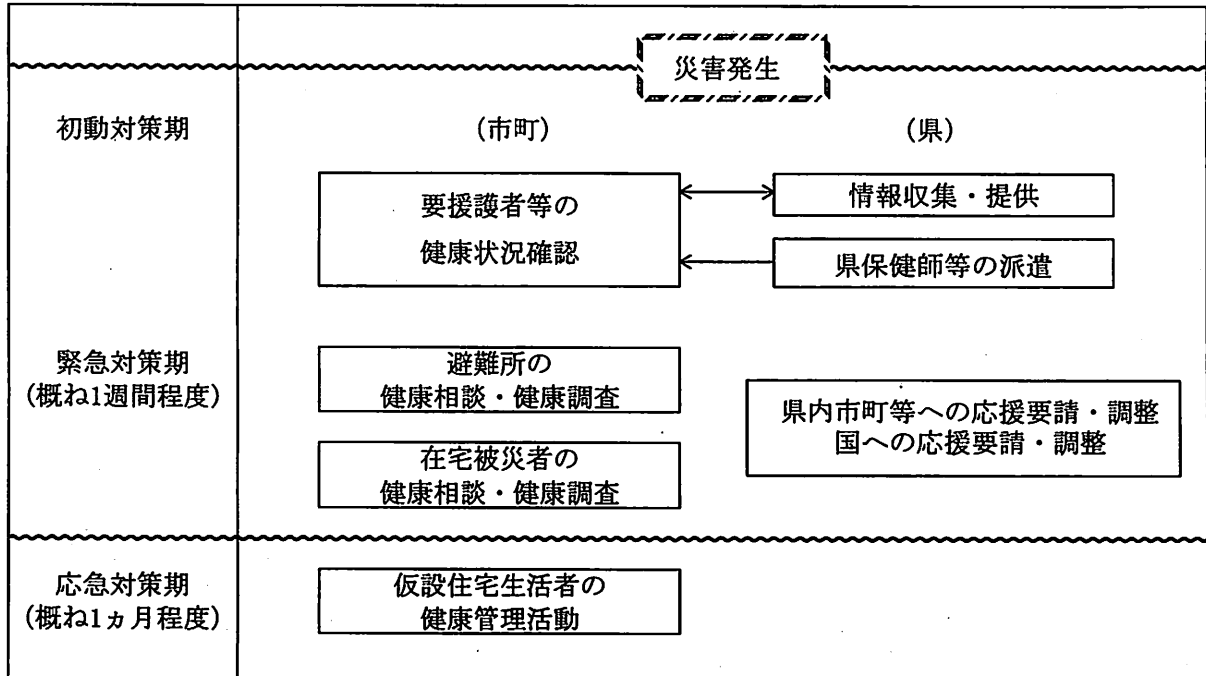 災害発生
初動対策期
(市町)
(県)
要援護者等の
健康状況確認
情報収集・提供
県保健師等の派遣
緊急対策期
(概ね1週間程度)
避難所の
健康相談・健康調査
在宅被災者の
健康相談・健康調査
県内市町等への応援要請・調整
国への応援要請・調整
応急対策期
(概ね1ヵ月程度)
仮設住宅生活者の
健康管理活動